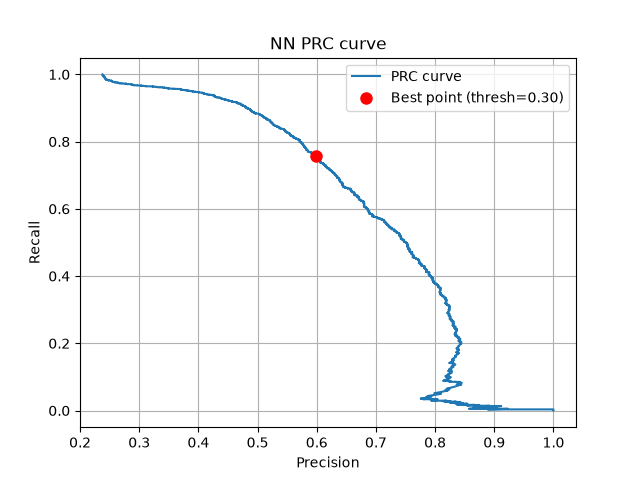 NN PRC curve
PRC curve
Best point (thresh=0.30)
Recall
1.0
0.8
0.6
0.4
0.2
0.0
0.2 0.3 0.4 0.5 0.6 0.7 0.8 0.9 1.0
Precision